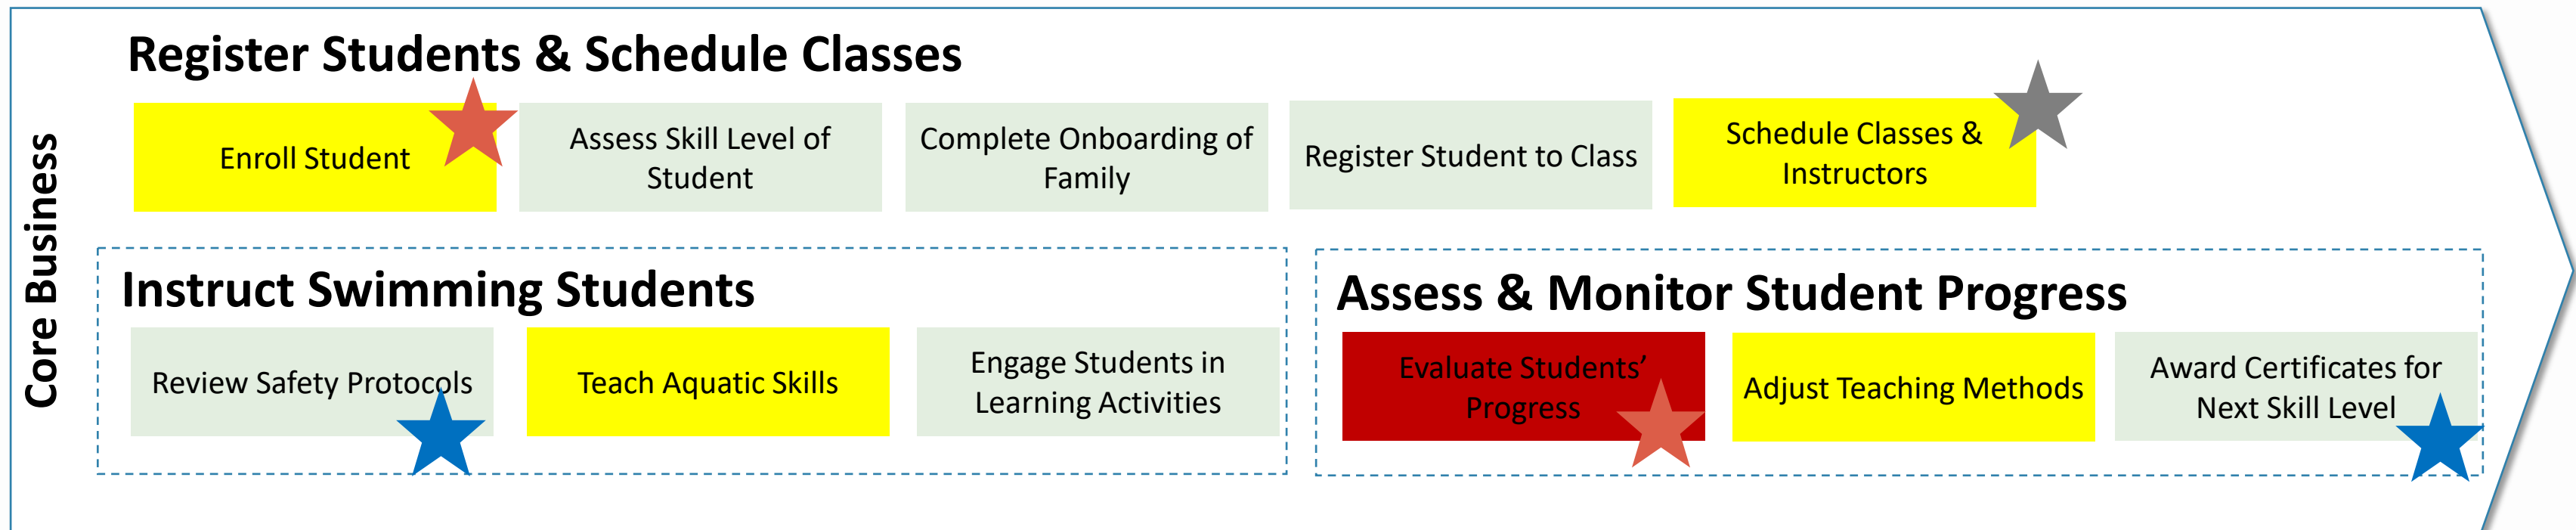 Core Business
Register Students & Schedule Classes
Enroll Student
Assess Skill Level of
Student
Complete Onboarding of
Family
Register Student to Class
Schedule Classes &
Instructors
Instruct Swimming Students
Review Safety Protocols
Teach Aquatic Skills
Engage Students in
Learning Activities
Assess & Monitor Student Progress
Evaluate Students’
Progress
Adjust Teaching Methods
Award Certificates for
Next Skill Level